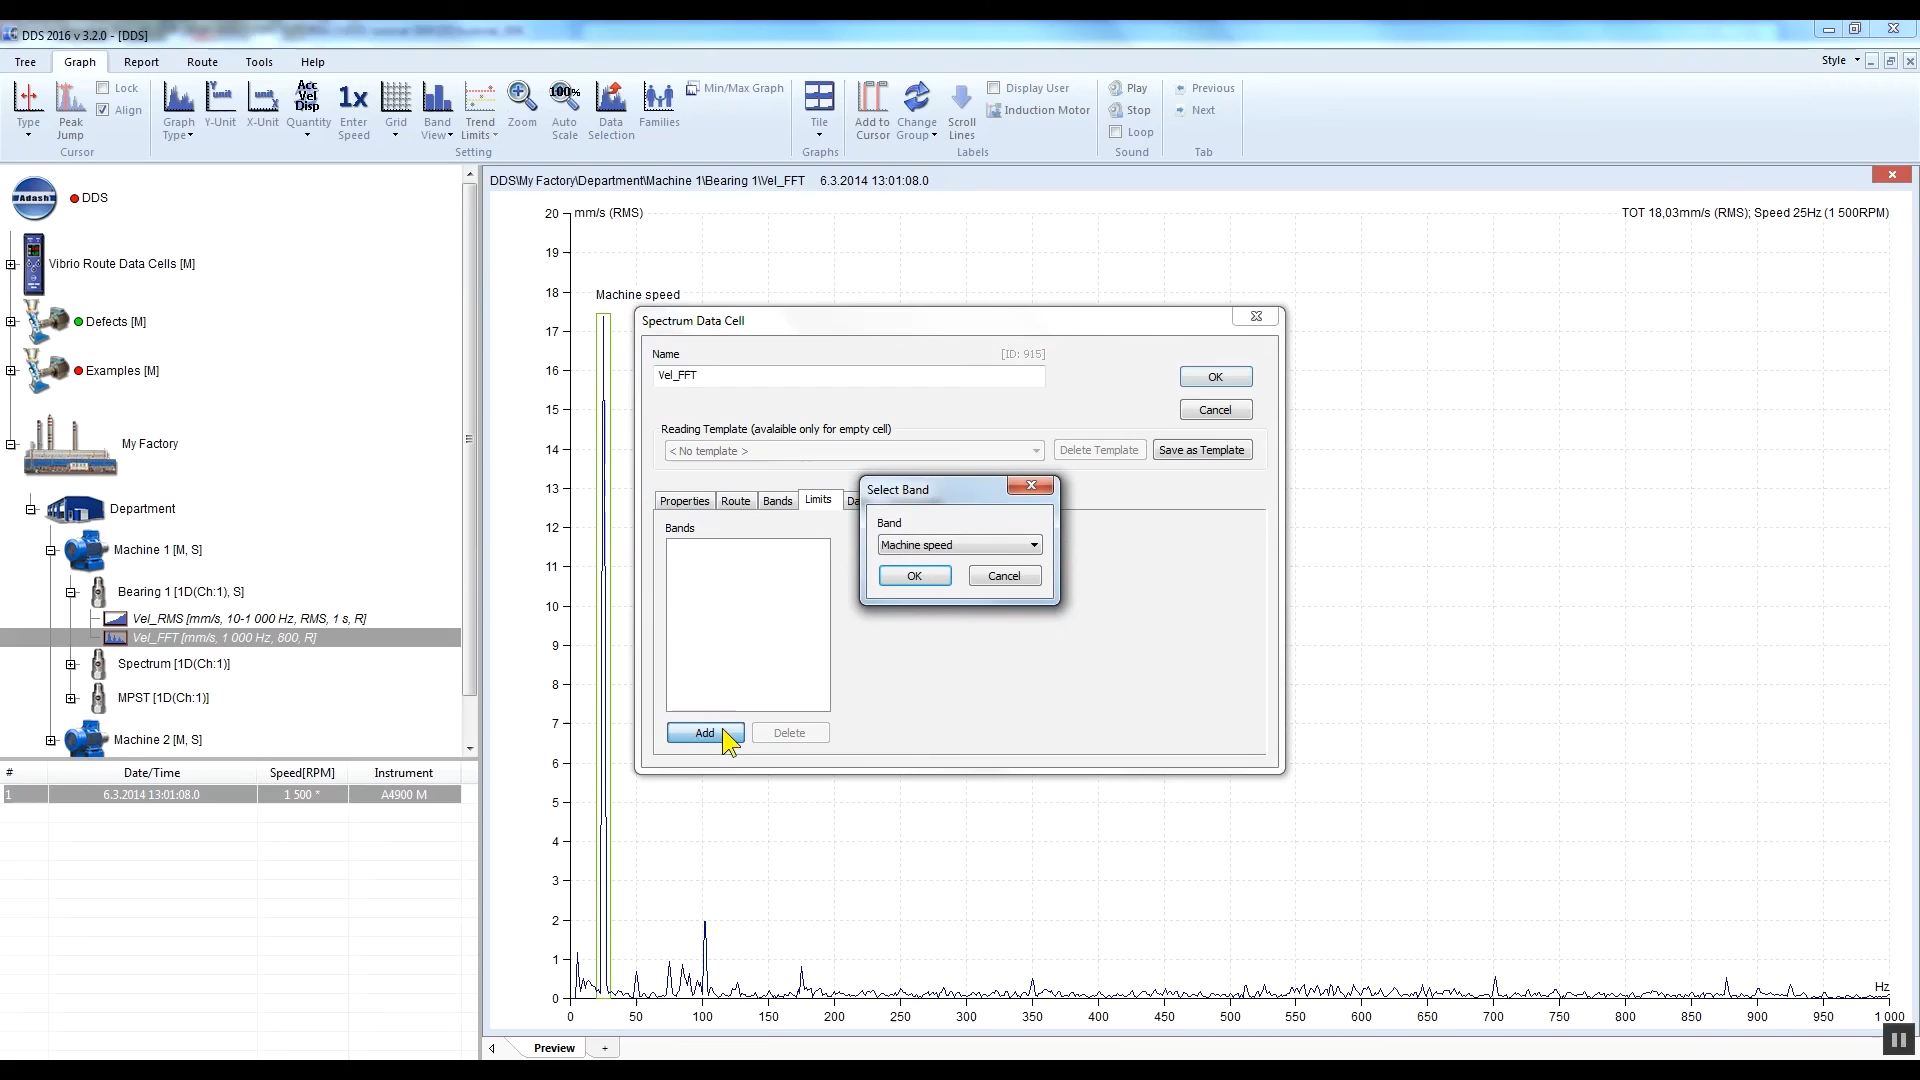 DDS 2016 v 3.2.0 - [DDS]
Tree Graph Report Route Tools Help Style
Type Peak Jump Lock Align Cursor
Graph Type Y-Unit X-Unit Acc Vel Disp Quantity 1x Enter Speed Grid Band View Trend Limits Zoom 100% Auto Scale Data Selection Families Min/Max Graph Setting
Tile Graphs
Add to Cursor Change Group Scroll Lines Display User Induction Motor Labels
Play Stop Loop Sound
Previous Next Tab
Adash DDS
Vibrio Route Data Cells [M]
Defects [M]
Examples [M]
My Factory
Department
Machine 1 [M, S]
Bearing 1 [1D(Ch:1), S]
Vel_RMS [mm/s, 10-1 000 Hz, RMS, 1 s, R]
Vel_FFT [mm/s, 1 000 Hz, 800, R]
Spectrum [1D(Ch:1)]
MPST [1D(Ch:1)]
Machine 2 [M, S]
# Date/Time Speed[RPM] Instrument
1 6.3.2014 13:01:08.0 1 500 * A4900 M
DDS\My Factory\Department\Machine 1\Bearing 1\Vel_FFT 6.3.2014 13:01:08.0
mm/s (RMS)
TOT 18,03mm/s (RMS); Speed 25Hz (1 500RPM)
20
19
18
17
16
15
14
13
12
11
10
9
8
7
6
5
4
3
2
1
0
Machine speed
Hz
0 50 100 150 200 250 300 350 400 450 500 550 600 650 700 750 800 850 900 950 1 000
Spectrum Data Cell
Name [ID: 915]
Vel_FFT
OK
Cancel
Reading Template (avalaible only for empty cell)
< No template > Delete Template Save as Template
Properties Route Bands Limits Da
Bands
Add Delete
Select Band
Band
Machine speed
OK Cancel
Preview +